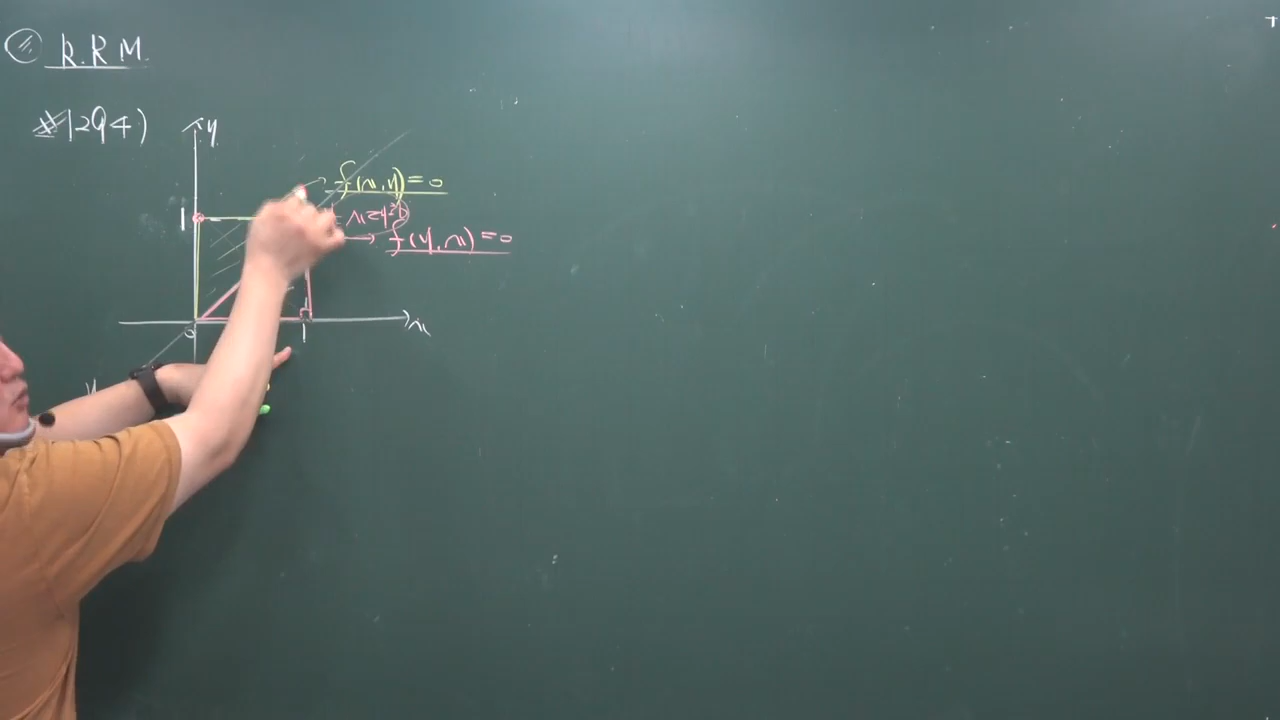 R.R M.
#1294)
y
f(x,y)=0
1
f(y,x)=0
0
1
x